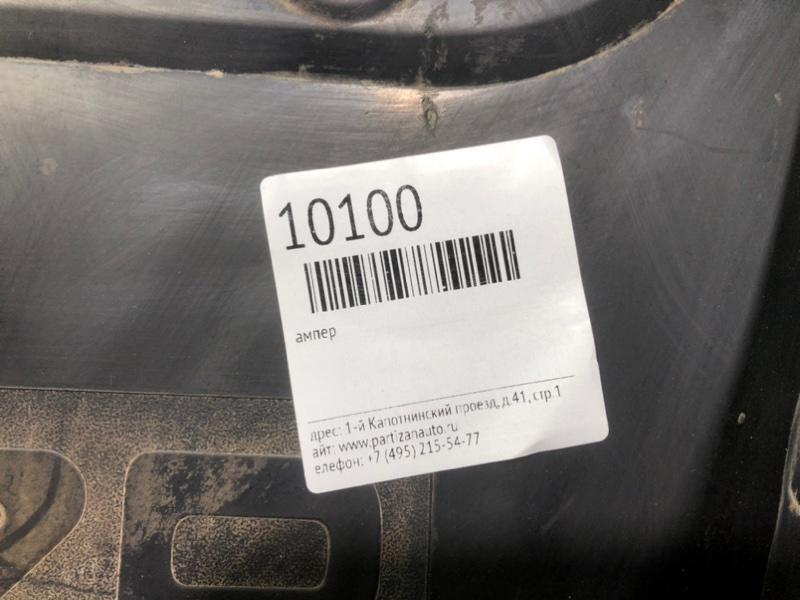 10100
ампер
дрес: 1-й Капотнинский проезд, д.41, стр.1
айт: www.partizanauto.ru
елефон: +7 (495) 215-54-77